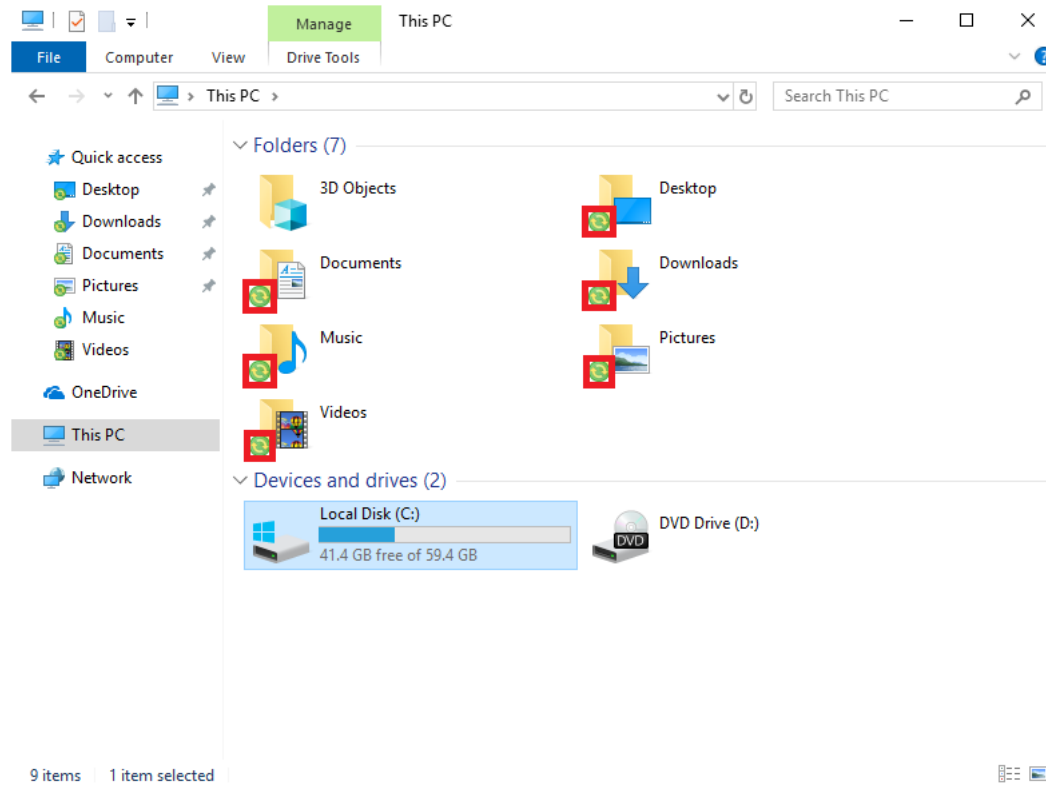 Manage This PC
File Computer View Drive Tools
This PC Search This PC
Quick access
Desktop
Downloads
Documents
Pictures
Music
Videos
OneDrive
This PC
Network
Folders (7)
3D Objects Desktop
Documents Downloads
Music Pictures
Videos
Devices and drives (2)
Local Disk (C:)
41.4 GB free of 59.4 GB
DVD Drive (D:)
DVD
9 items 1 item selected